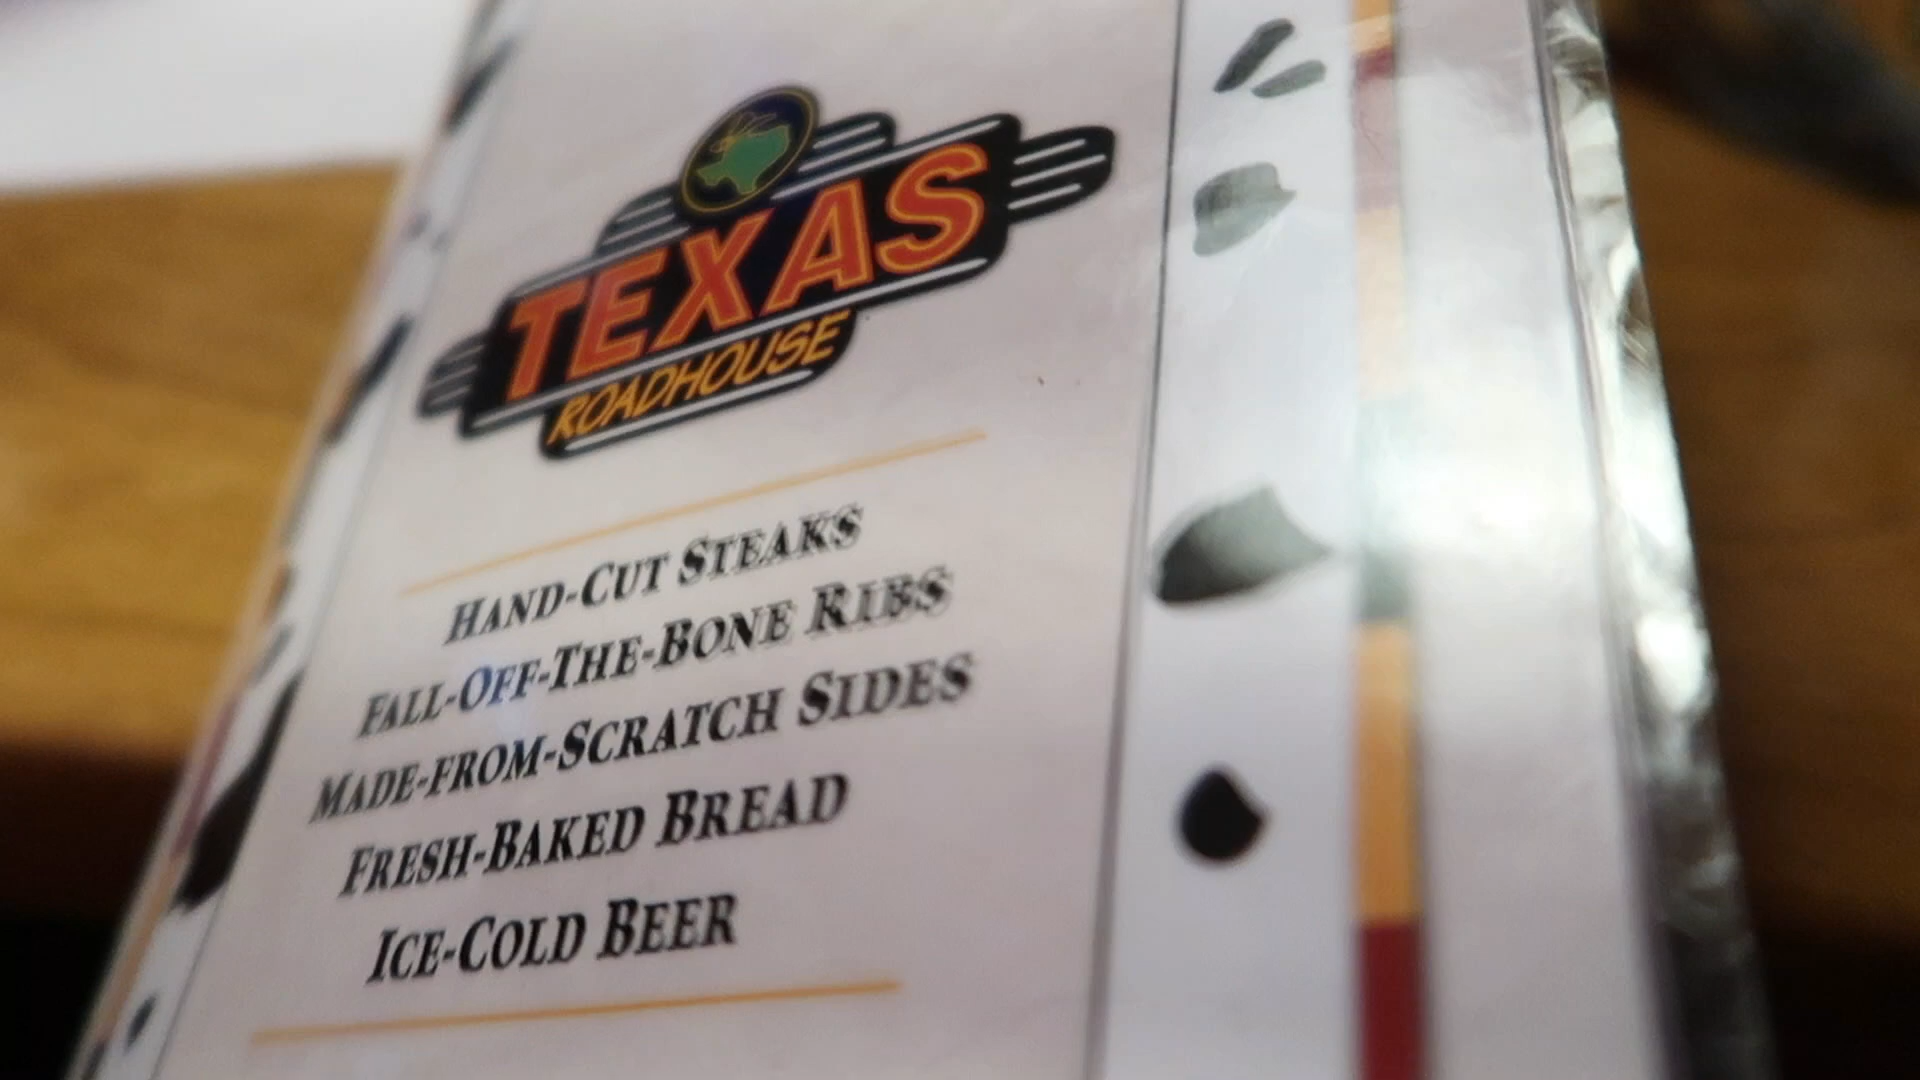 TEXAS
ROADHOUSE
HAND-CUT STEAKS
FALL-OFF-THE-BONE RIBS
MADE-FROM-SCRATCH SIDES
FRESH-BAKED BREAD
ICE-COLD BEER